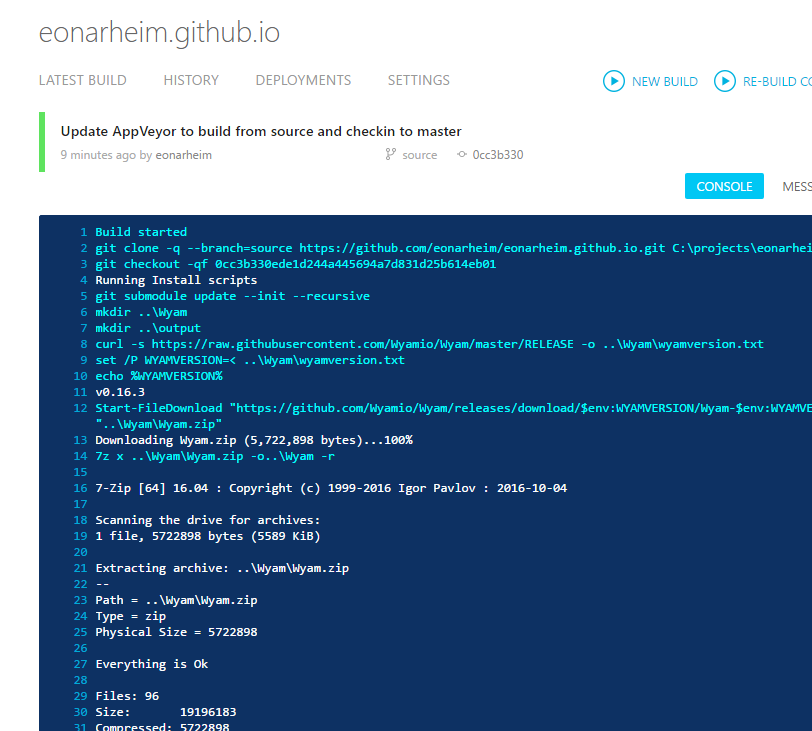 eonarheim.github.io
LATEST BUILD HISTORY DEPLOYMENTS SETTINGS NEW BUILD RE-BUILD
Update AppVeyor to build from source and checkin to master
9 minutes ago by eonarheim source 0cc3b330
CONSOLE
1 Build started
2 git clone -q --branch=source https://github.com/eonarheim/eonarheim.github.io.git C:\projects\eonarhei
3 git checkout -qf 0cc3b330ede1d244a445694a7d831d25b614eb01
4 Running Install scripts
5 git submodule update --init --recursive
6 mkdir ..\Wyam
7 mkdir ..\output
8 curl -s https://raw.githubusercontent.com/Wyamio/Wyam/master/RELEASE -o ..\Wyam\wyamversion.txt
9 set /P WYAMVERSION=< ..\Wyam\wyamversion.txt
10 echo %WYAMVERSION%
11 v0.16.3
12 Start-FileDownload "https://github.com/Wyamio/Wyam/releases/download/$env:WYAMVERSION/Wyam-$env:WYAMVE
"..\Wyam\Wyam.zip"
13 Downloading Wyam.zip (5,722,898 bytes)...100%
14 7z x ..\Wyam\Wyam.zip -o..\Wyam -r
15
16 7-Zip [64] 16.04 : Copyright (c) 1999-2016 Igor Pavlov : 2016-10-04
17
18 Scanning the drive for archives:
19 1 file, 5722898 bytes (5589 KiB)
20
21 Extracting archive: ..\Wyam\Wyam.zip
22 --
23 Path = ..\Wyam\Wyam.zip
24 Type = zip
25 Physical Size = 5722898
26
27 Everything is Ok
28
29 Files: 96
30 Size: 19196183
31 Compressed: 5722898